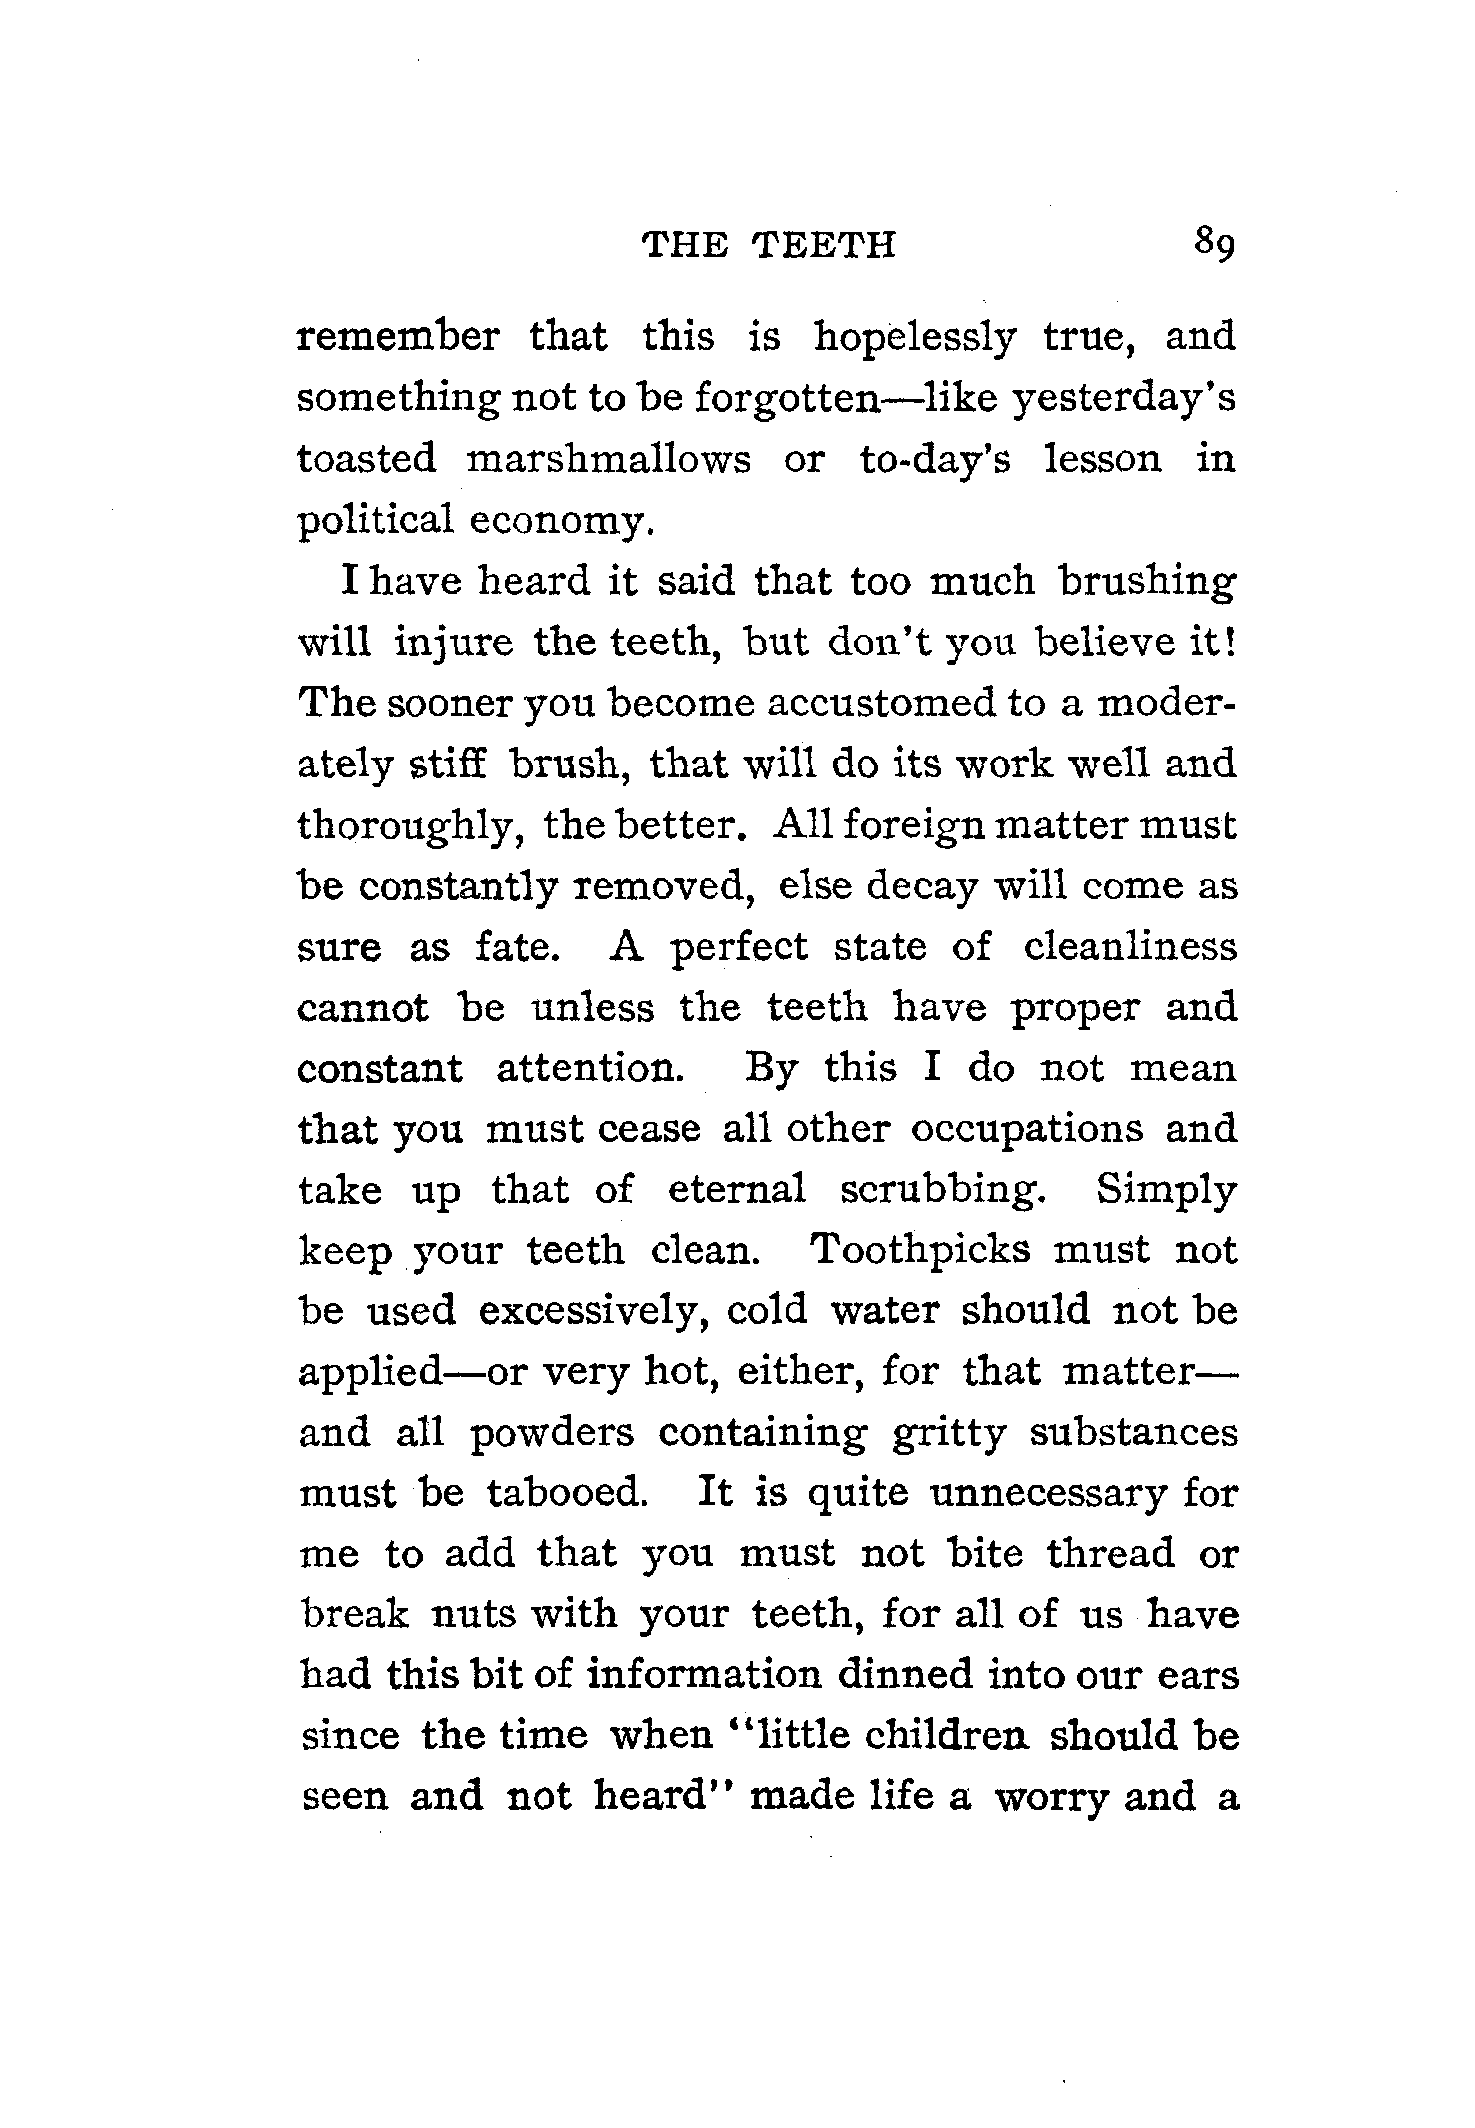 THE TEETH 89
remember that this is hopelessly true, and
something not to be forgotten—like yesterday's
toasted marshmallows or to-day's lesson in
political economy.
I have heard it said that too much brushing
will injure the teeth, but don't you believe it!
The sooner you become accustomed to a moder-
ately stiff brush, that will do its work well and
thoroughly, the better. All foreign matter must
be constantly removed, else decay will come as
sure as fate. A perfect state of cleanliness
cannot be unless the teeth have proper and
constant attention. By this I do not mean
that you must cease all other occupations and
take up that of eternal scrubbing. Simply
keep your teeth clean. Toothpicks must not
be used excessively, cold water should not be
applied—or very hot, either, for that matter—
and all powders containing gritty substances
must be tabooed. It is quite unnecessary for
me to add that you must not bite thread or
break nuts with your teeth, for all of us have
had this bit of information dinned into our ears
since the time when "little children should be
seen and not heard" made life a worry and a